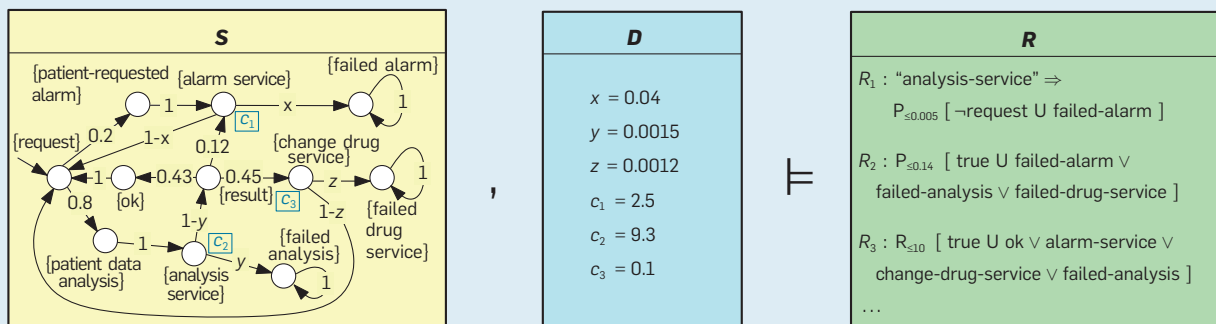 S
{patient-requested
alarm}
{alarm service}
{failed alarm}
1
x
1
c1
0.2
1-x
{request}
0.12
{change drug
service}
1
0.43
0.45
z
1
{ok}
{result}
c3
0.8
1-y
1-z
{failed
drug
service}
c2
{failed
analysis}
1
y
{patient data
analysis}
{analysis
service}
1
,
D
x = 0.04
y = 0.0015
z = 0.0012
c1 = 2.5
c2 = 9.3
c3 = 0.1
⊨
R
R1 : “analysis-service” ⇒
P≤0.005 [ ¬request U failed-alarm ]
R2 : P≤0.14 [ true U failed-alarm ∨
failed-analysis ∨ failed-drug-service ]
R3 : R≤10 [ true U ok ∨ alarm-service ∨
change-drug-service ∨ failed-analysis ]
...